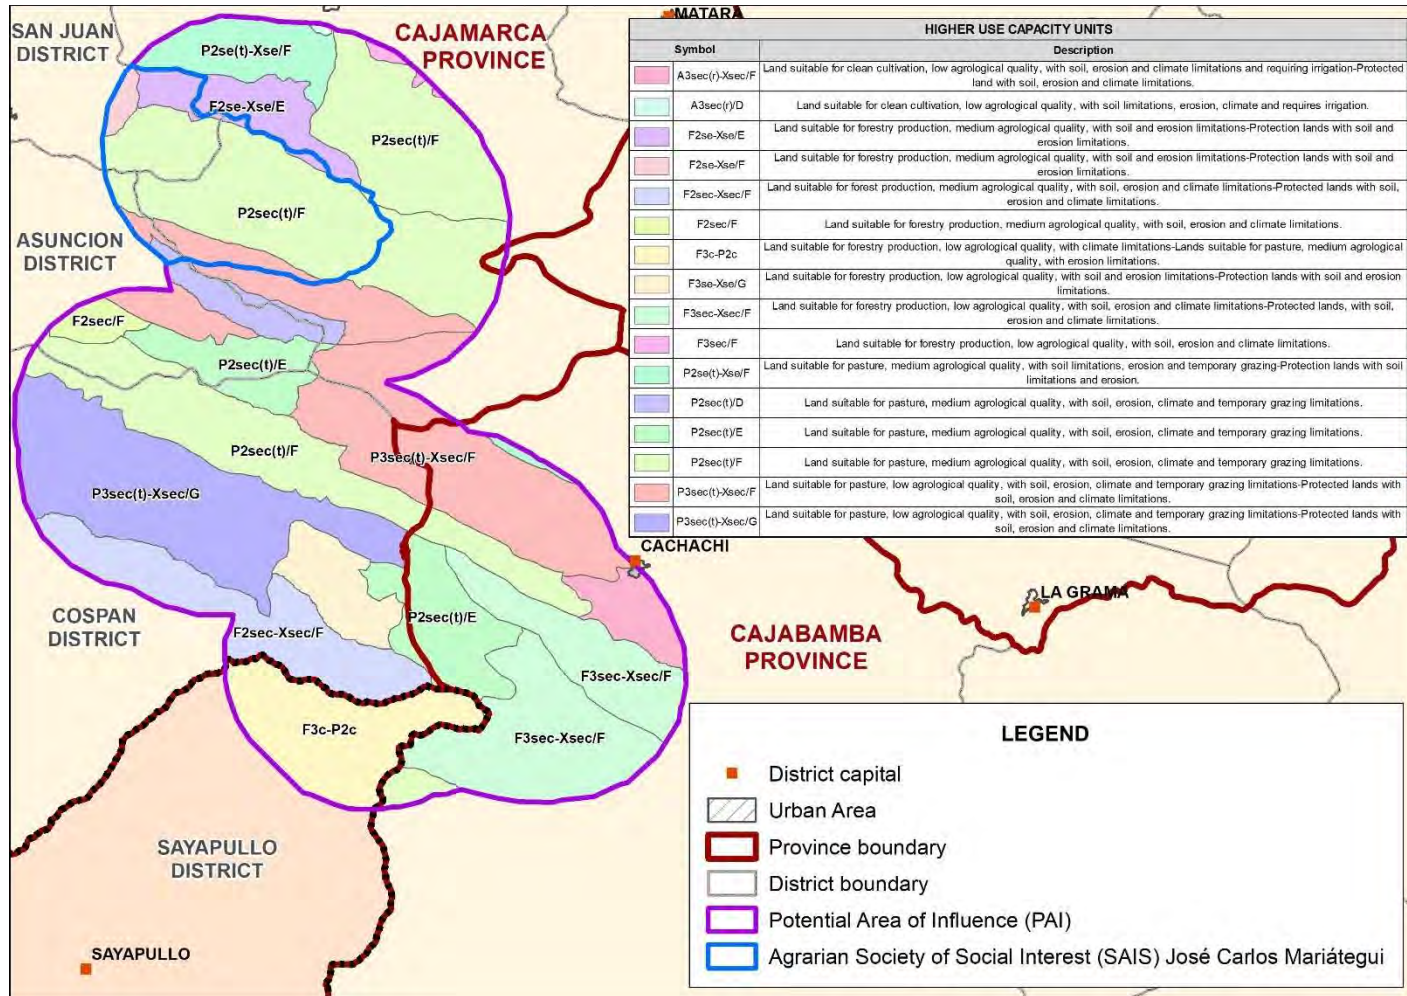 SAN JUAN
DISTRICT
CAJAMARCA
PROVINCE
MATARA
P2se(t)-Xse/F
F2se-Xse/E
P2sec(t)/F
P2sec(t)/F
ASUNCION
DISTRICT
F2sec/F
P2sec(t)/E
P2sec(t)/F
P3sec(t)-Xsec/F
P3sec(t)-Xsec/G
CACHACHI
COSPAN
DISTRICT
F2sec-Xsec/F
P2sec(t)/E
LA GRAMA
CAJABAMBA
PROVINCE
F3sec-Xsec/F
F3c-P2c
F3sec-Xsec/F
SAYAPULLO
DISTRICT
SAYAPULLO
HIGHER USE CAPACITY UNITS
Symbol Description
A3sec(r)-Xsec/F Land suitable for clean cultivation, low agrological quality, with soil, erosion and climate limitations and requiring irrigation-Protected
land with soil, erosion and climate limitations.
A3sec(r)/D Land suitable for clean cultivation, low agrological quality, with soil limitations, erosion, climate and requires irrigation.
F2se-Xse/E Land suitable for forestry production, medium agrological quality, with soil and erosion limitations-Protection lands with soil and
erosion limitations.
F2se-Xse/F Land suitable for forestry production, medium agrological quality, with soil and erosion limitations-Protection lands with soil and
erosion limitations.
F2sec-Xsec/F Land suitable for forest production, medium agrological quality, with soil, erosion and climate limitations-Protected lands with soil,
erosion and climate limitations.
F2sec/F Land suitable for forestry production, medium agrological quality, with soil, erosion and climate limitations.
F3c-P2c Land suitable for forestry production, low agrological quality, with climate limitations-Lands suitable for pasture, medium agrological
quality, with erosion limitations.
F3se-Xse/G Land suitable for forestry production, low agrological quality, with soil and erosion limitations-Protection lands with soil and erosion
limitations.
F3sec-Xsec/F Land suitable for forestry production, low agrological quality, with soil, erosion and climate limitations-Protected lands, with soil,
erosion and climate limitations.
F3sec/F Land suitable for forestry production, low agrological quality, with soil, erosion and climate limitations.
P2se(t)-Xse/F Land suitable for pasture, medium agrological quality, with soil limitations, erosion and temporary grazing-Protection lands with soil
limitations and erosion.
P2sec(t)/D Land suitable for pasture, medium agrological quality, with soil, erosion, climate and temporary grazing limitations.
P2sec(t)/E Land suitable for pasture, medium agrological quality, with soil, erosion, climate and temporary grazing limitations.
P2sec(t)/F Land suitable for pasture, medium agrological quality, with soil, erosion, climate and temporary grazing limitations.
P3sec(t)-Xsec/F Land suitable for pasture, low agrological quality, with soil, erosion, climate and temporary grazing limitations-Protected lands with
soil, erosion and climate limitations.
P3sec(t)-Xsec/G Land suitable for pasture, low agrological quality, with soil, erosion, climate and temporary grazing limitations-Protected lands with
soil, erosion and climate limitations.
LEGEND
District capital
Urban Area
Province boundary
District boundary
Potential Area of Influence (PAI)
Agrarian Society of Social Interest (SAIS) José Carlos Mariátegui